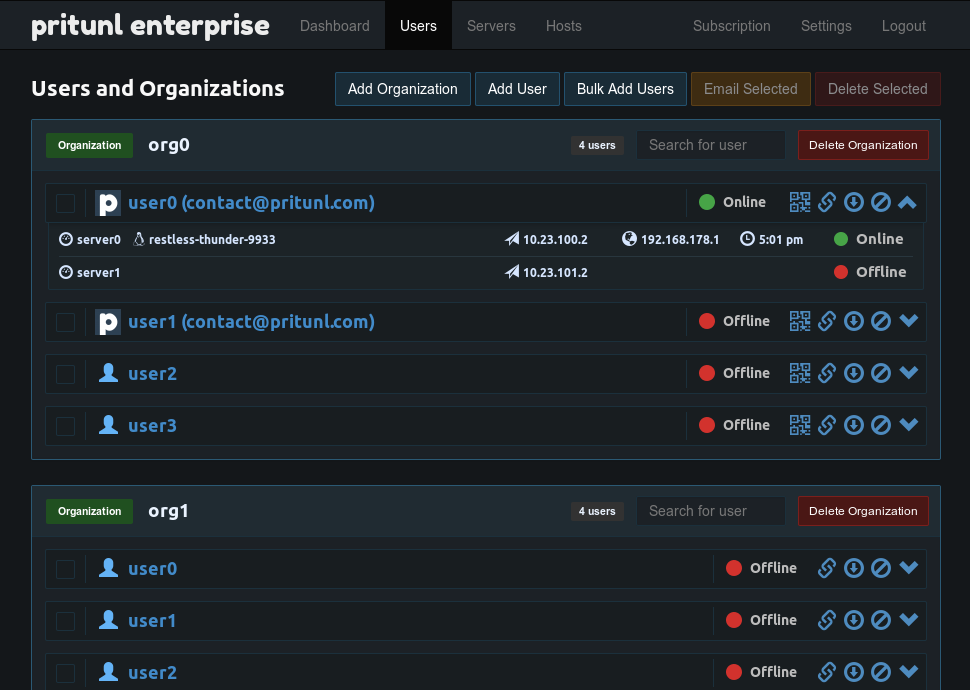 pritunl enterprise Dashboard Users Servers Hosts Subscription Settings Logout
Users and Organizations Add Organization Add User Bulk Add Users Email Selected Delete Selected
Organization org0 4 users Search for user Delete Organization
user0 (contact@pritunl.com) Online
server0 restless-thunder-9933 10.23.100.2 192.168.178.1 5:01 pm Online
server1 10.23.101.2 Offline
user1 (contact@pritunl.com) Offline
user2 Offline
user3 Offline
Organization org1 4 users Search for user Delete Organization
user0 Offline
user1 Offline
user2 Offline